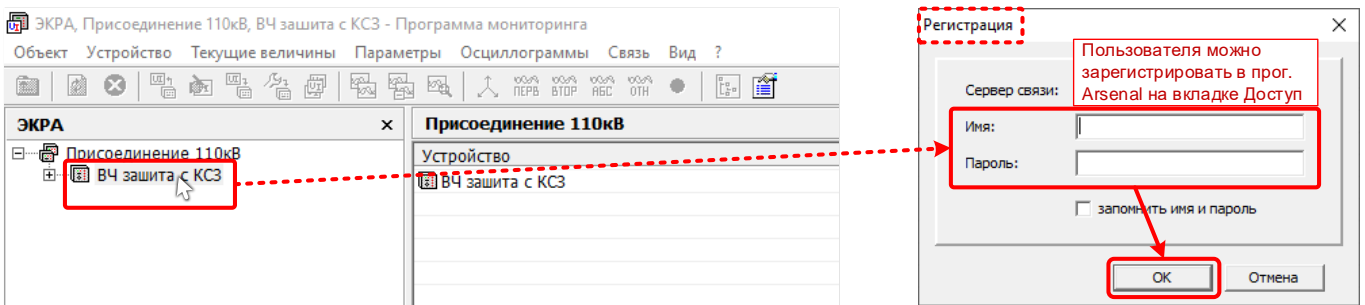 ЭКРА, Присоединение 110кВ, ВЧ зашита с КСЗ - Программа мониторинга
Объект Устройство Текущие величины Параметры Осциллограммы Связь Вид ?
ПЕРВ ВТОР АБС ОТН
ЭКРА
Присоединение 110кВ
ВЧ зашита с КСЗ
Присоединение 110кВ
Устройство
ВЧ зашита с КСЗ
Регистрация
Пользователя можно
зарегистрировать в прог.
Arsenal на вкладке Доступ
Сервер связи:
Имя:
Пароль:
запомнить имя и пароль
OK
Отмена